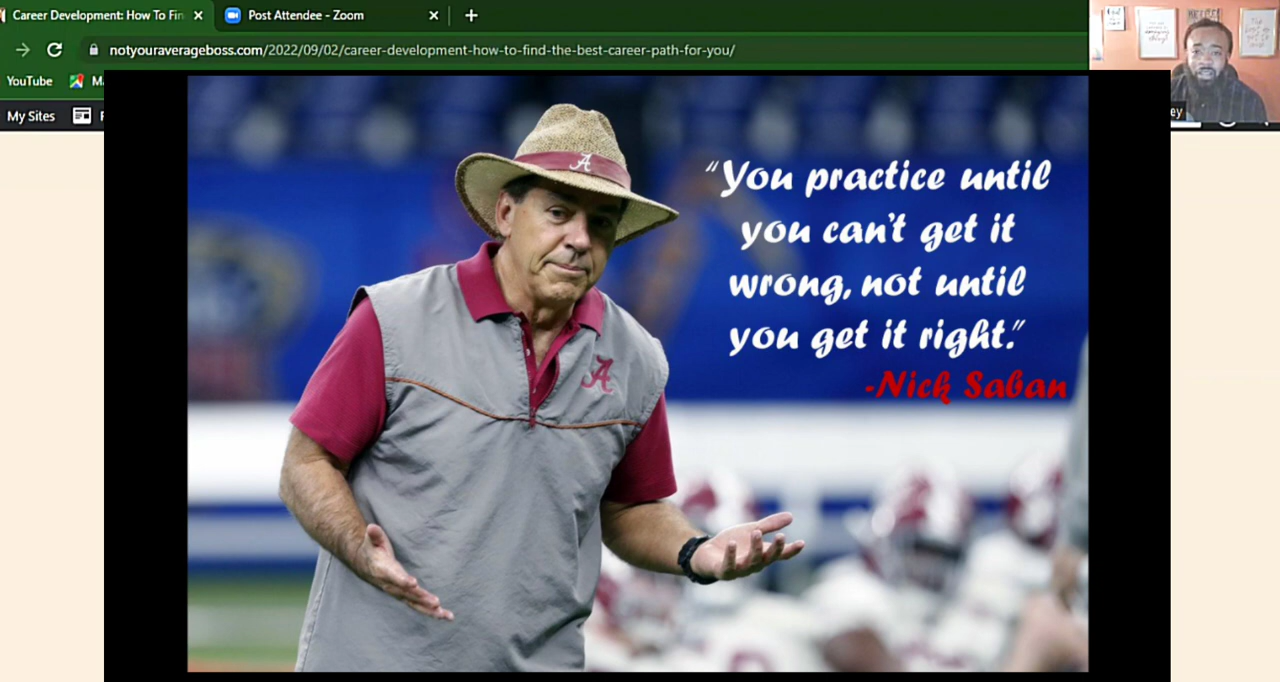 Career Development: How To Fin
Post Attendee - Zoom
notyouraverageboss.com/2022/09/02/career-development-how-to-find-the-best-career-path-for-you/
YouTube
My Sites
A
A
"You practice until
you can't get it
wrong, not until
you get it right."
-Nick Saban
ey